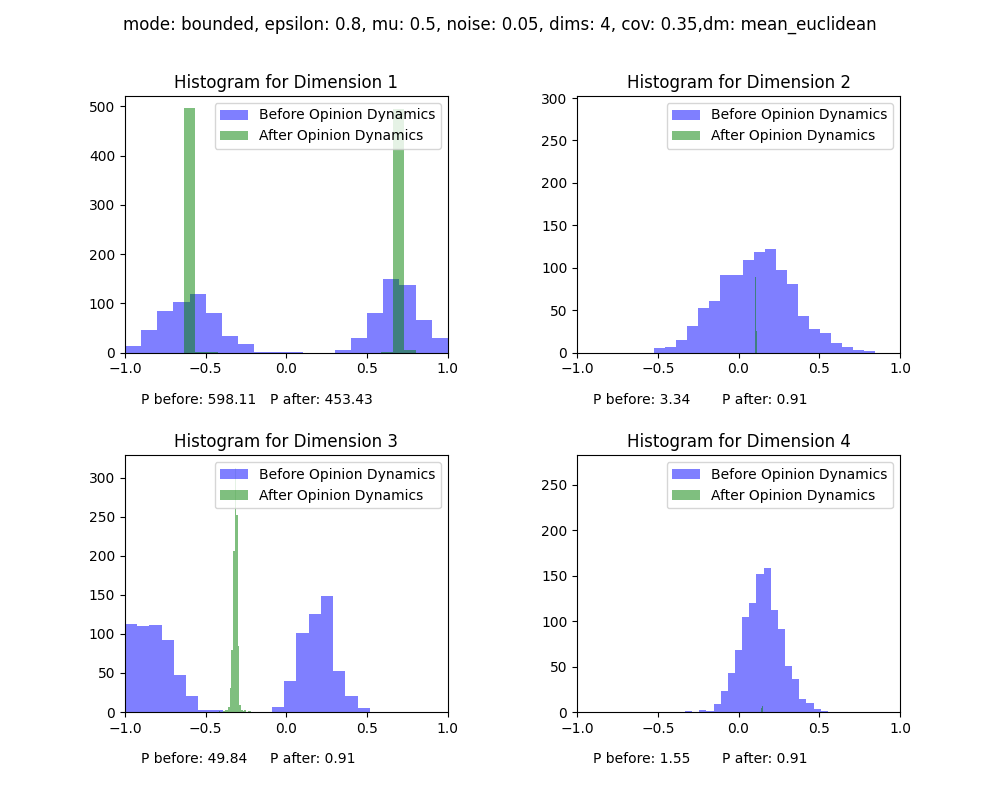 mode: bounded, epsilon: 0.8, mu: 0.5, noise: 0.05, dims: 4, cov: 0.35,dm: mean_euclidean
Histogram for Dimension 1
Before Opinion Dynamics
After Opinion Dynamics
500
400
300
200
100
0
−1.0 −0.5 0.0 0.5 1.0
P before: 598.11 P after: 453.43
Histogram for Dimension 2
Before Opinion Dynamics
After Opinion Dynamics
300
250
200
150
100
50
0
−1.0 −0.5 0.0 0.5 1.0
P before: 3.34 P after: 0.91
Histogram for Dimension 3
Before Opinion Dynamics
After Opinion Dynamics
300
250
200
150
100
50
0
−1.0 −0.5 0.0 0.5 1.0
P before: 49.84 P after: 0.91
Histogram for Dimension 4
Before Opinion Dynamics
After Opinion Dynamics
250
200
150
100
50
0
−1.0 −0.5 0.0 0.5 1.0
P before: 1.55 P after: 0.91